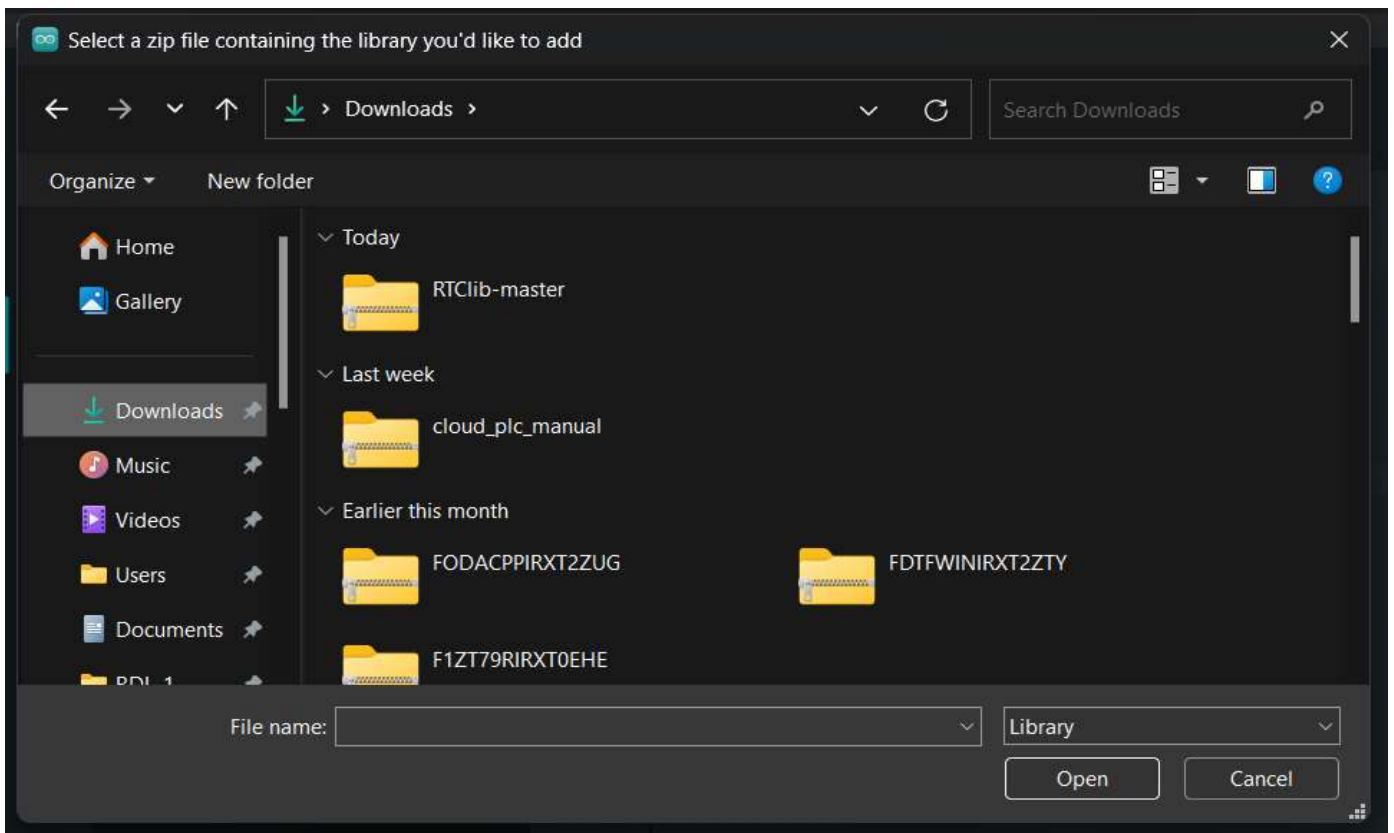 Select a zip file containing the library you'd like to add
Downloads
Search Downloads
Organize
New folder
Home
Gallery
Downloads
Music
Videos
Users
Documents
Today
RTClib-master
Last week
cloud_plc_manual
Earlier this month
FODACPPIRXT2ZUG
FDTFWINIRXT2ZTY
F1ZT79RIRXT0EHE
File name:
Library
Open
Cancel